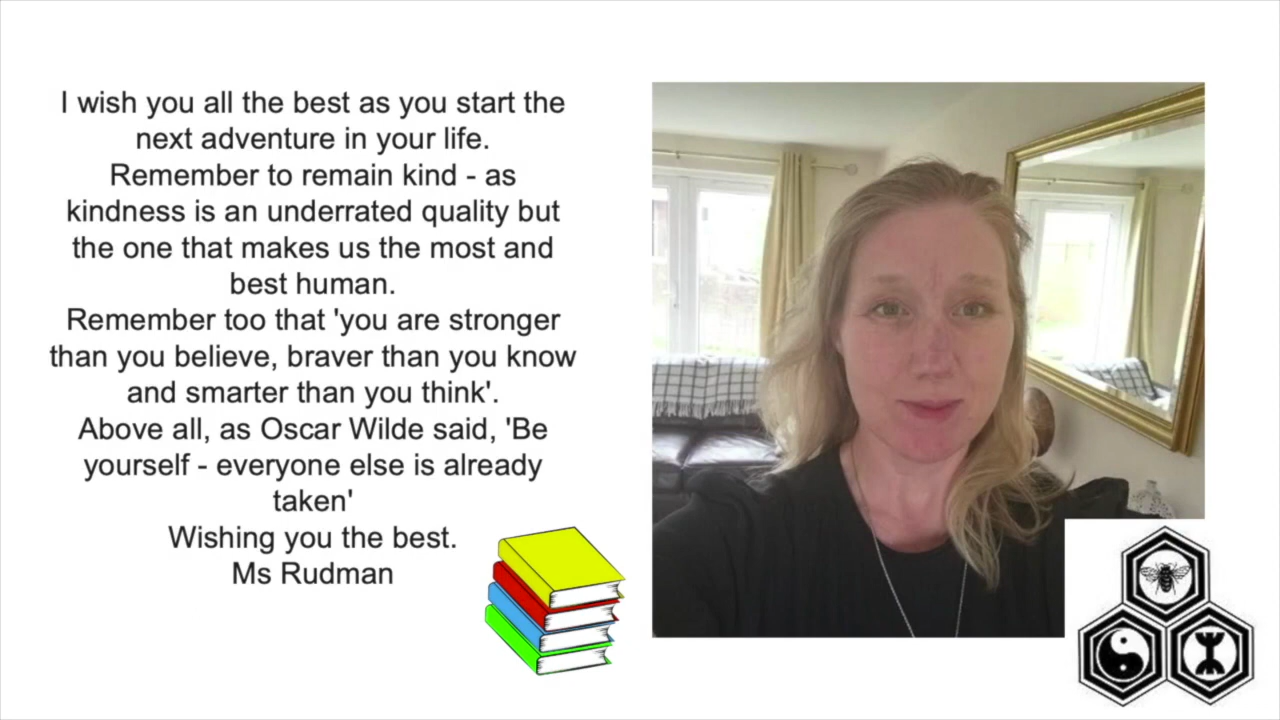 I wish you all the best as you start the
next adventure in your life.
Remember to remain kind - as
kindness is an underrated quality but
the one that makes us the most and
best human.
Remember too that 'you are stronger
than you believe, braver than you know
and smarter than you think'.
Above all, as Oscar Wilde said, 'Be
yourself - everyone else is already
taken'
Wishing you the best.
Ms Rudman